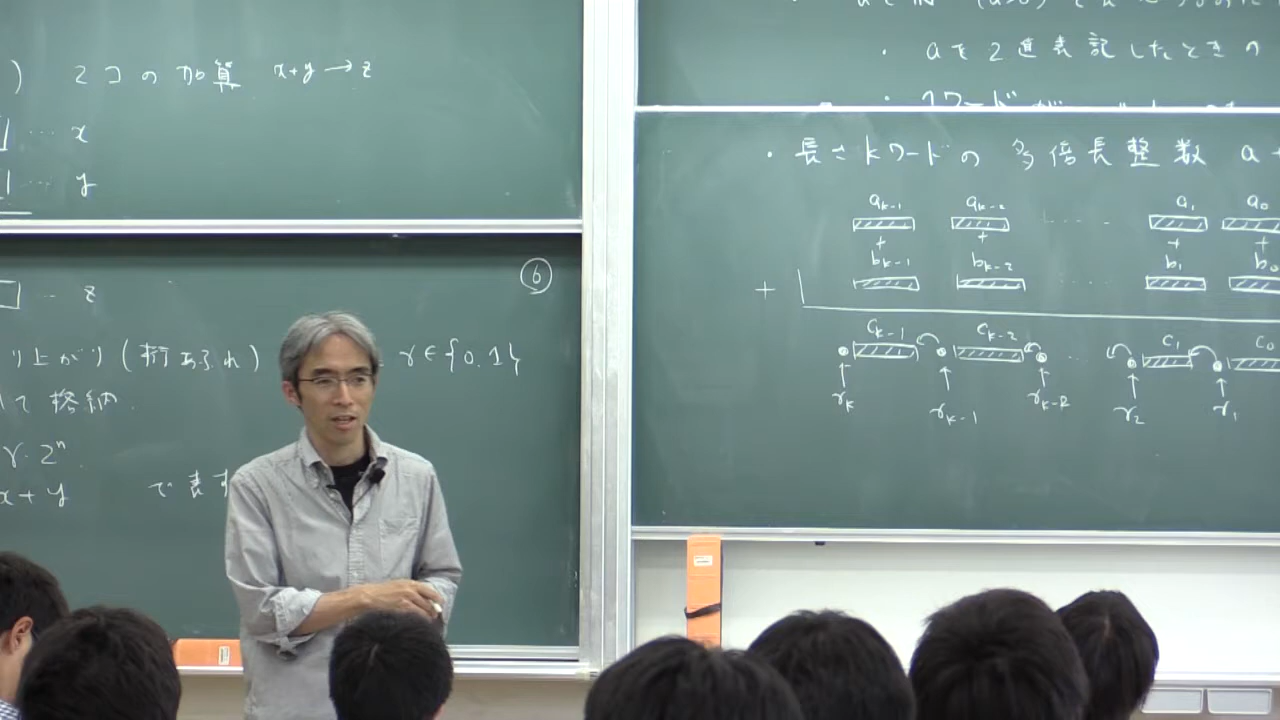 ) 2コの加算 x+y→z
… x
… y
… z
⑥
り上がり(桁あふれ) r∈{0,1}
て格納.
r・2ⁿ
x+y で表す
・aを2進表記したときの
・長さkワードの多倍長整数 a+
a_{k-1} a_{k-2} …… a_1 a_0
+ + + +
b_{k-1} b_{k-2} b_1 b_0
+
c_{k-1} c_{k-2} … c_1 c_0
↑ ↑ ↑ ↑ ↑
r_k r_{k-1} r_{k-2} r_2 r_1